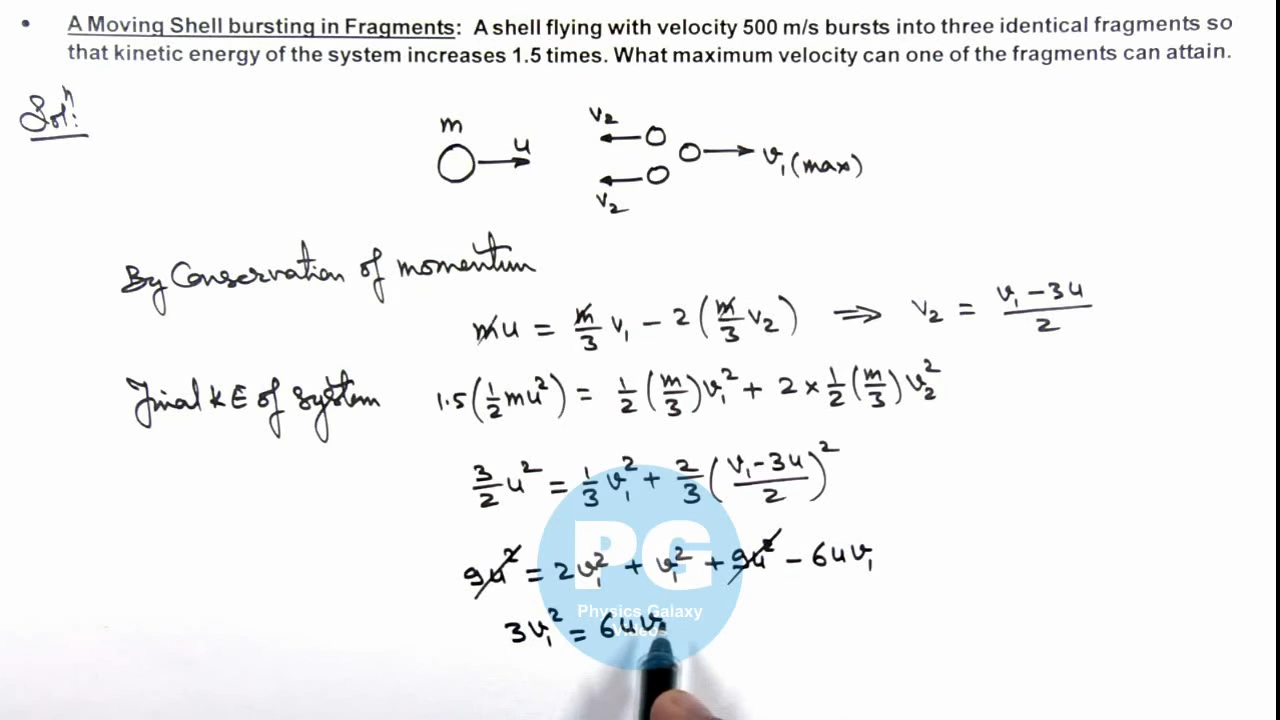 • A Moving Shell bursting in Fragments: A shell flying with velocity 500 m/s bursts into three identical fragments so
that kinetic energy of the system increases 1.5 times. What maximum velocity can one of the fragments can attain.
Solⁿ:
m u v₂ v₂ v₁(max)
By Conservation of momentum
mu = m/3 v₁ − 2(m/3 v₂) ⇒ v₂ = (v₁ − 3u)/2
Final KE of system 1.5(1/2 mu²) = 1/2 (m/3) v₁² + 2 × 1/2 (m/3) v₂²
3/2 u² = 1/3 v₁² + 2/3 ((v₁ − 3u)/2)²
9u² = 2v₁² + v₁² + 9u² − 6uv₁
3v₁² = 6uv₁
PG
Physics Galaxy
Videos